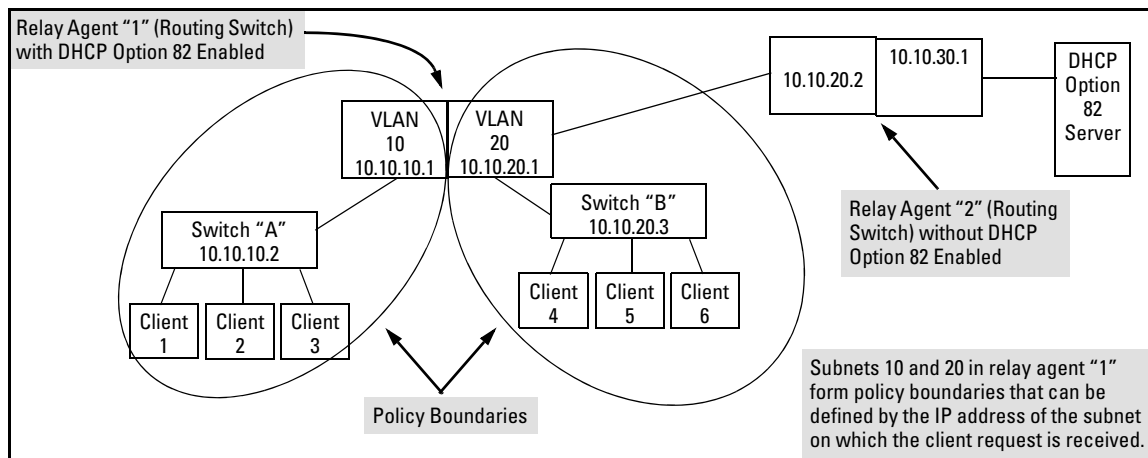 Relay Agent “1” (Routing Switch)
with DHCP Option 82 Enabled
VLAN
10
10.10.10.1
VLAN
20
10.10.20.1
10.10.20.2
10.10.30.1
DHCP
Option
82
Server
Switch “A”
10.10.10.2
Switch “B”
10.10.20.3
Relay Agent “2” (Routing
Switch) without DHCP
Option 82 Enabled
Client
1
Client
2
Client
3
Client
4
Client
5
Client
6
Policy Boundaries
Subnets 10 and 20 in relay agent “1”
form policy boundaries that can be
defined by the IP address of the subnet
on which the client request is received.